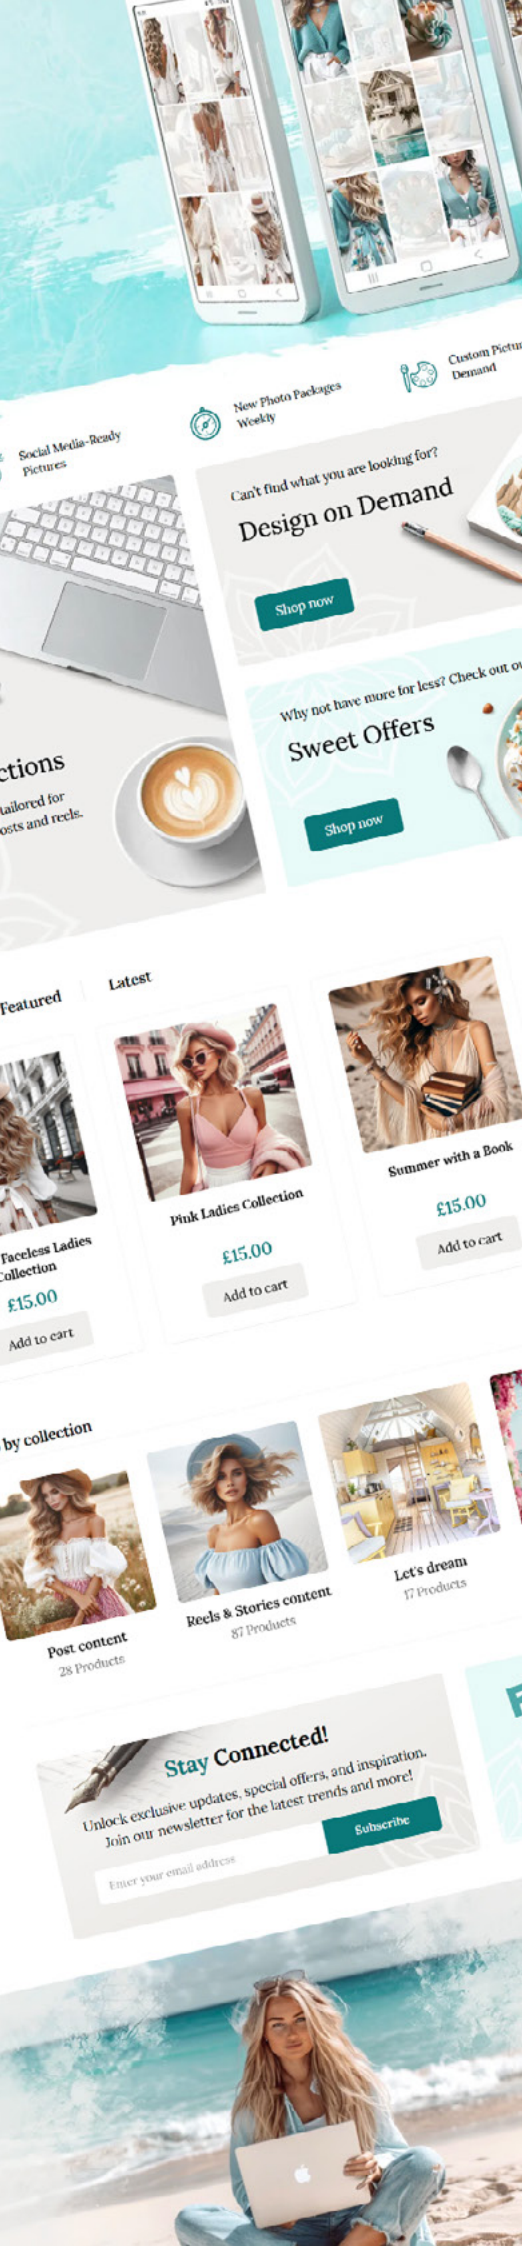 Social Media-Ready
Pictures
New Photo Packages
Weekly
Custom
Demand
Can't find what you are looking for?
Design on Demand
Shop now
Why not have more for less? Check out
Sweet Offers
Shop now
ctions
tailored for
osts and reels.
Featured
Latest
Faceless Ladies
Collection
£15.00
Add to cart
Pink Ladies Collection
£15.00
Add to cart
Summer with a Book
£15.00
Add to cart
by collection
Post content
28 Products
Reels & Stories content
87 Products
Let's dream
17 Products
Stay Connected!
Unlock exclusive updates, special offers, and inspiration.
Join our newsletter for the latest trends and more!
Enter your email address
Subscribe